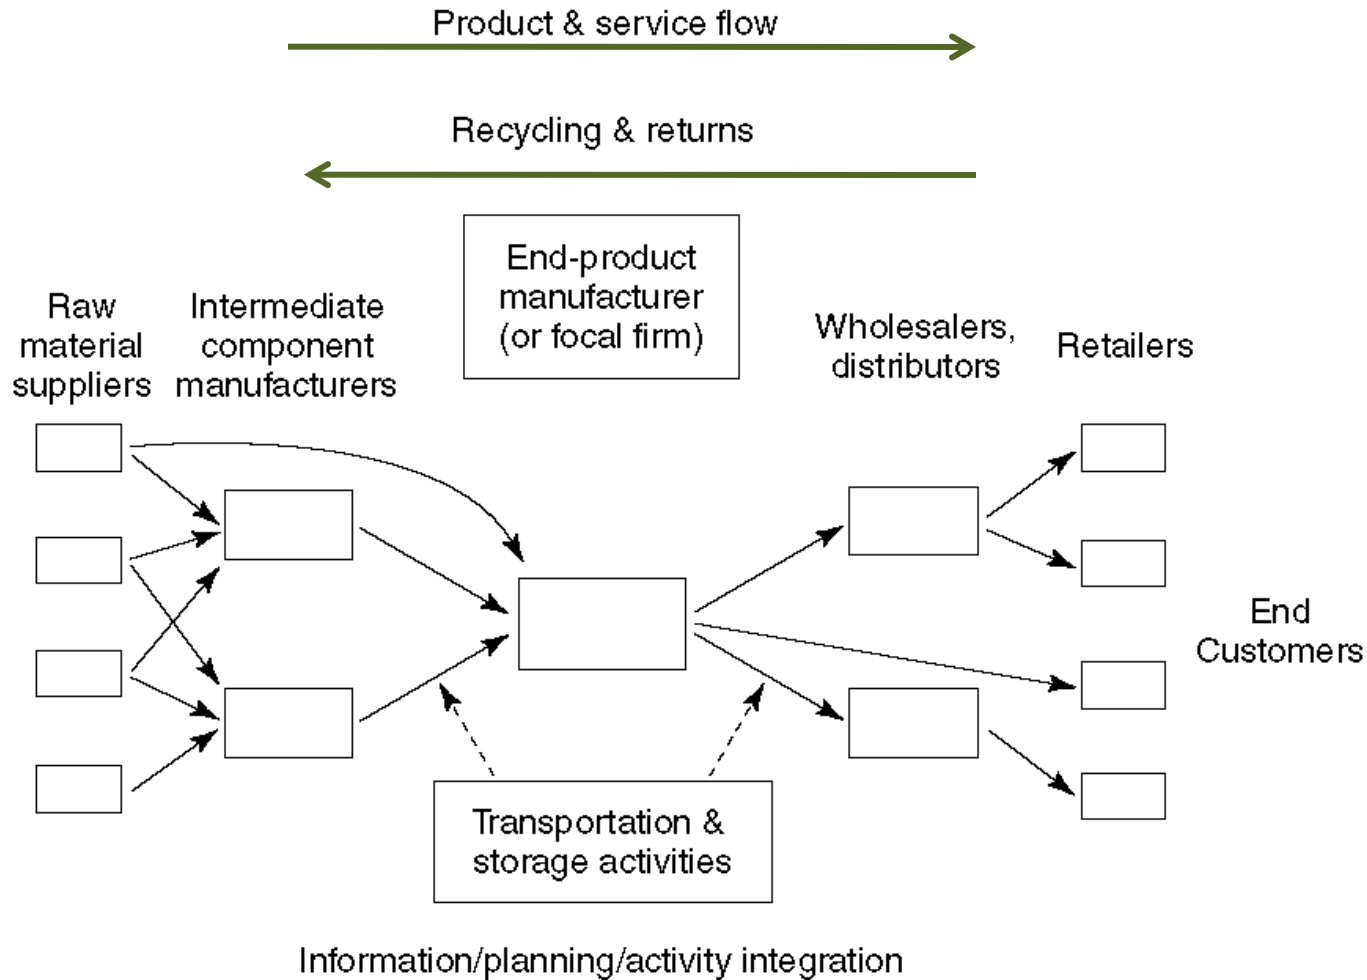 Product & service flow
Recycling & returns
End-product
manufacturer
(or focal firm)
Raw
material
suppliers
Intermediate
component
manufacturers
Wholesalers,
distributors
Retailers
End
Customers
Transportation &
storage activities
Information/planning/activity integration